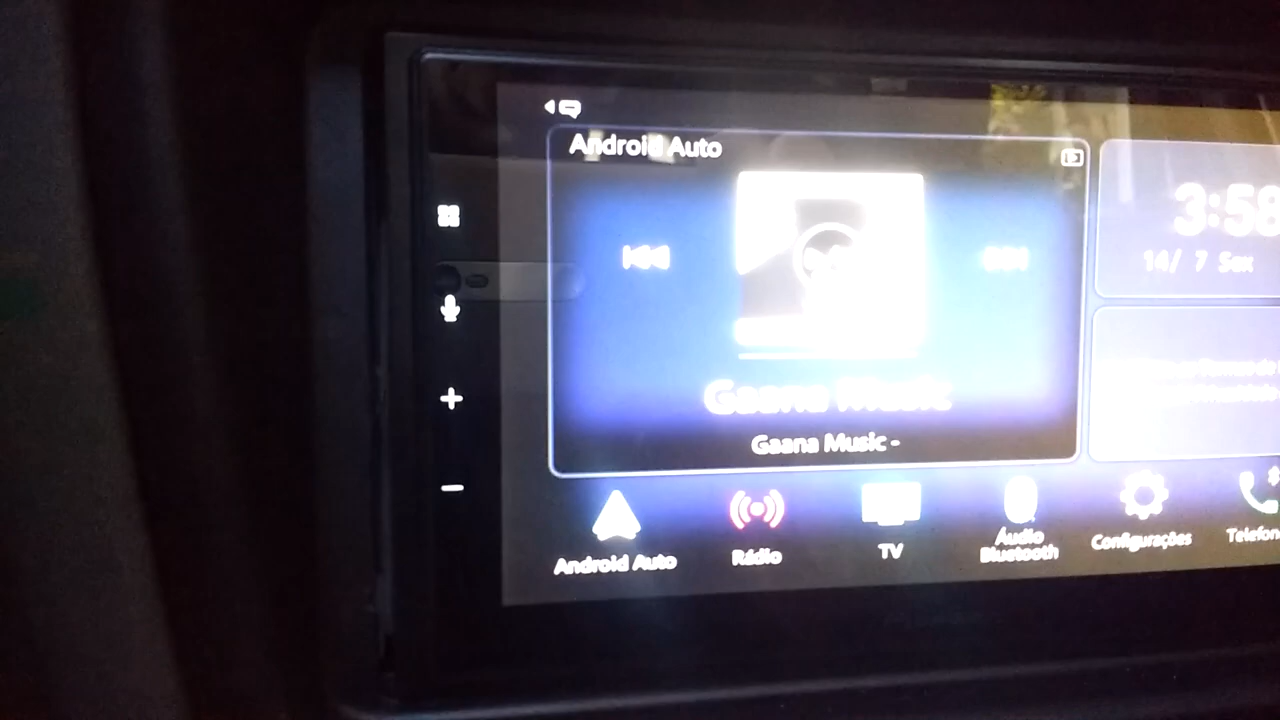 Android Auto
3:58
14/ 7 Sex
Gaana Music
Gaana Music -
Android Auto
Rádio
TV
Áudio
Bluetooth
Configurações
Telefon